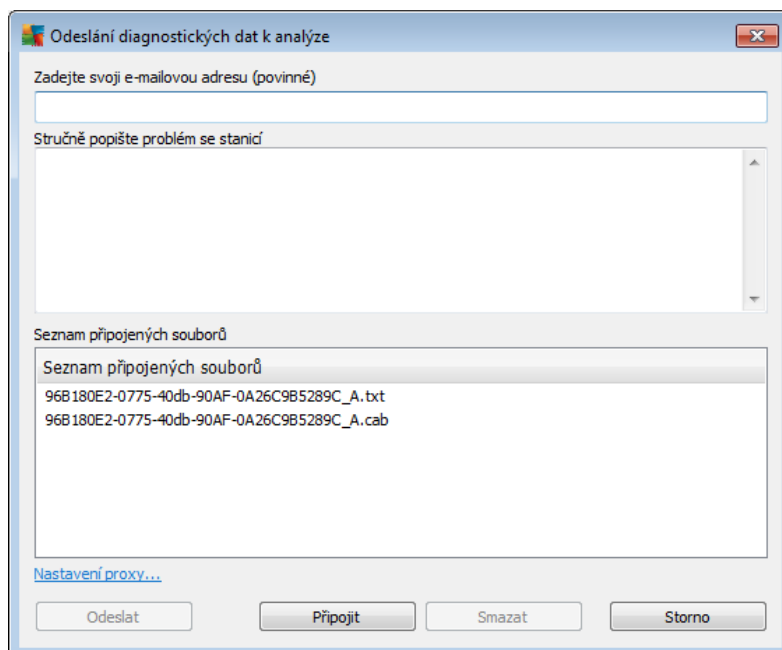 Odeslání diagnostických dat k analýze
Zadejte svoji e-mailovou adresu (povinné)
Stručně popište problém se stanicí
Seznam připojených souborů
Seznam připojených souborů
96B180E2-0775-40db-90AF-0A26C9B5289C_A.txt
96B180E2-0775-40db-90AF-0A26C9B5289C_A.cab
Nastavení proxy...
Odeslat
Připojit
Smazat
Storno